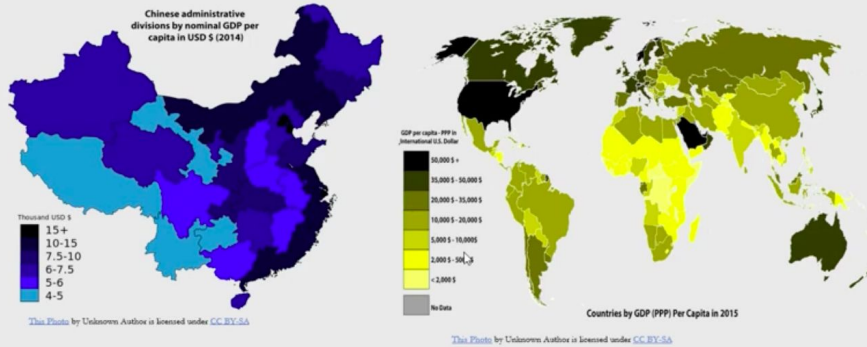 Chinese administrative
divisions by nominal GDP per
capita in USD $ (2014)
Thousand USD $
15+
10-15
7.5-10
6-7.5
5-6
4-5
This Photo by Unknown Author is licensed under CC BY-SA
GDP per capita - PPP in
International U.S. Dollar
50,000 $ +
35,000 $ - 50,000 $
20,000 $ - 35,000 $
10,000 $ - 20,000 $
5,000 $ - 10,000$
2,000 $ -
< 2,000 $
No Data
Countries by GDP (PPP) Per Capita in 2015
This Photo by Unknown Author is licensed under CC BY-SA